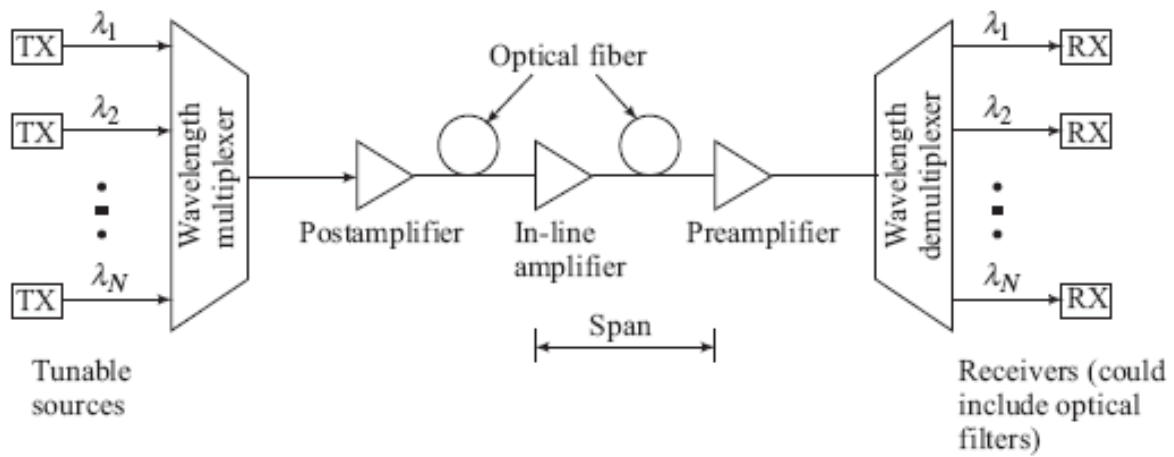 TX
λ1
TX
λ2
TX
λN
Tunable
sources
Wavelength
multiplexer
Optical fiber
Postamplifier
In-line
amplifier
Preamplifier
Span
Wavelength
demultiplexer
λ1
RX
λ2
RX
λN
RX
Receivers (could
include optical
filters)